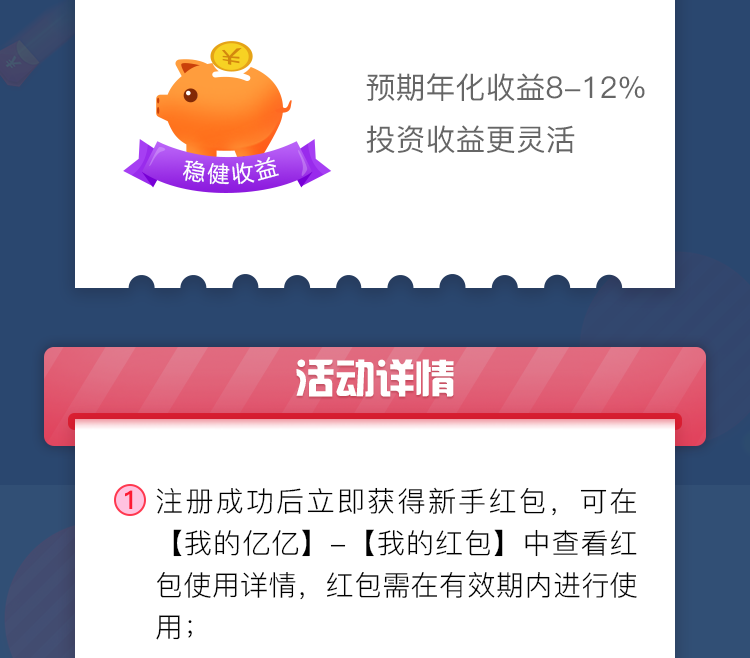 预期年化收益8-12%
投资收益更灵活
稳健收益
活动详情
1 注册成功后立即获得新手红包，可在
【我的亿亿】-【我的红包】中查看红
包使用详情，红包需在有效期内进行使
用；